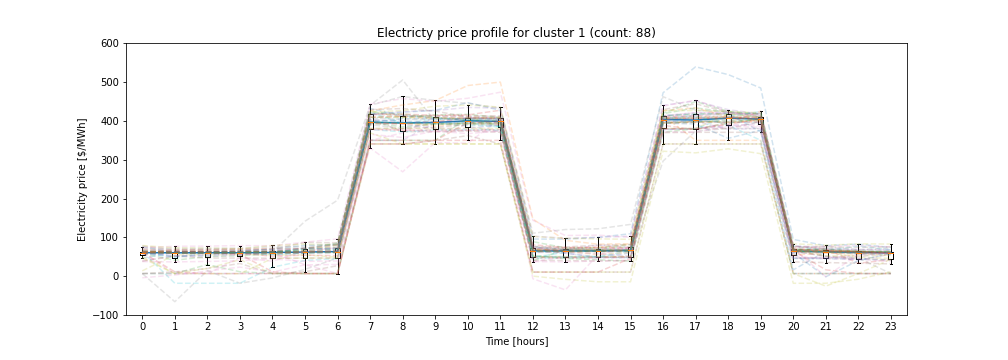 Electricty price profile for cluster 1 (count: 88)
600
500
400
300
200
100
0
−100
Electricity price [$/MWh]
0 1 2 3 4 5 6 7 8 9 10 11 12 13 14 15 16 17 18 19 20 21 22 23
Time [hours]